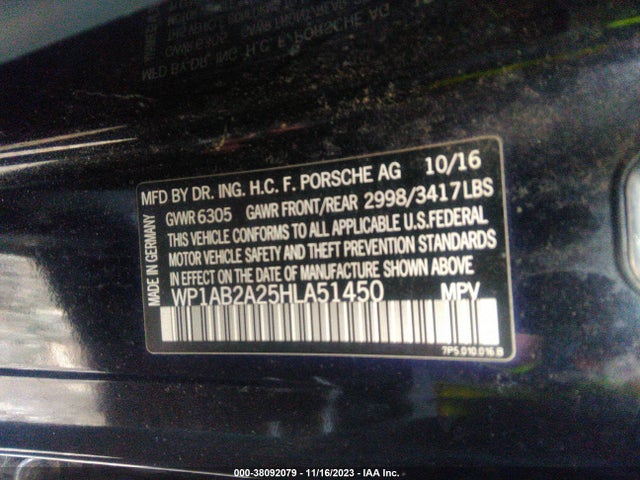 MFD BY DR. ING. H.C. F. PORSCHE AG 10/16
GVWR 6305 GAWR FRONT/REAR 2998/3417LBS
THIS VEHICLE CONFORMS TO ALL APPLICABLE U.S.FEDERAL
MOTOR VEHICLE SAFETY AND THEFT PREVENTION STANDARDS
IN EFFECT ON THE DATE OF MANUFACTURE SHOWN ABOVE
WP1AB2A25HLA51450 MPV
MADE IN GERMANY
7P5.010.016.B
000-38092079 - 11/16/2023 - IAA Inc.